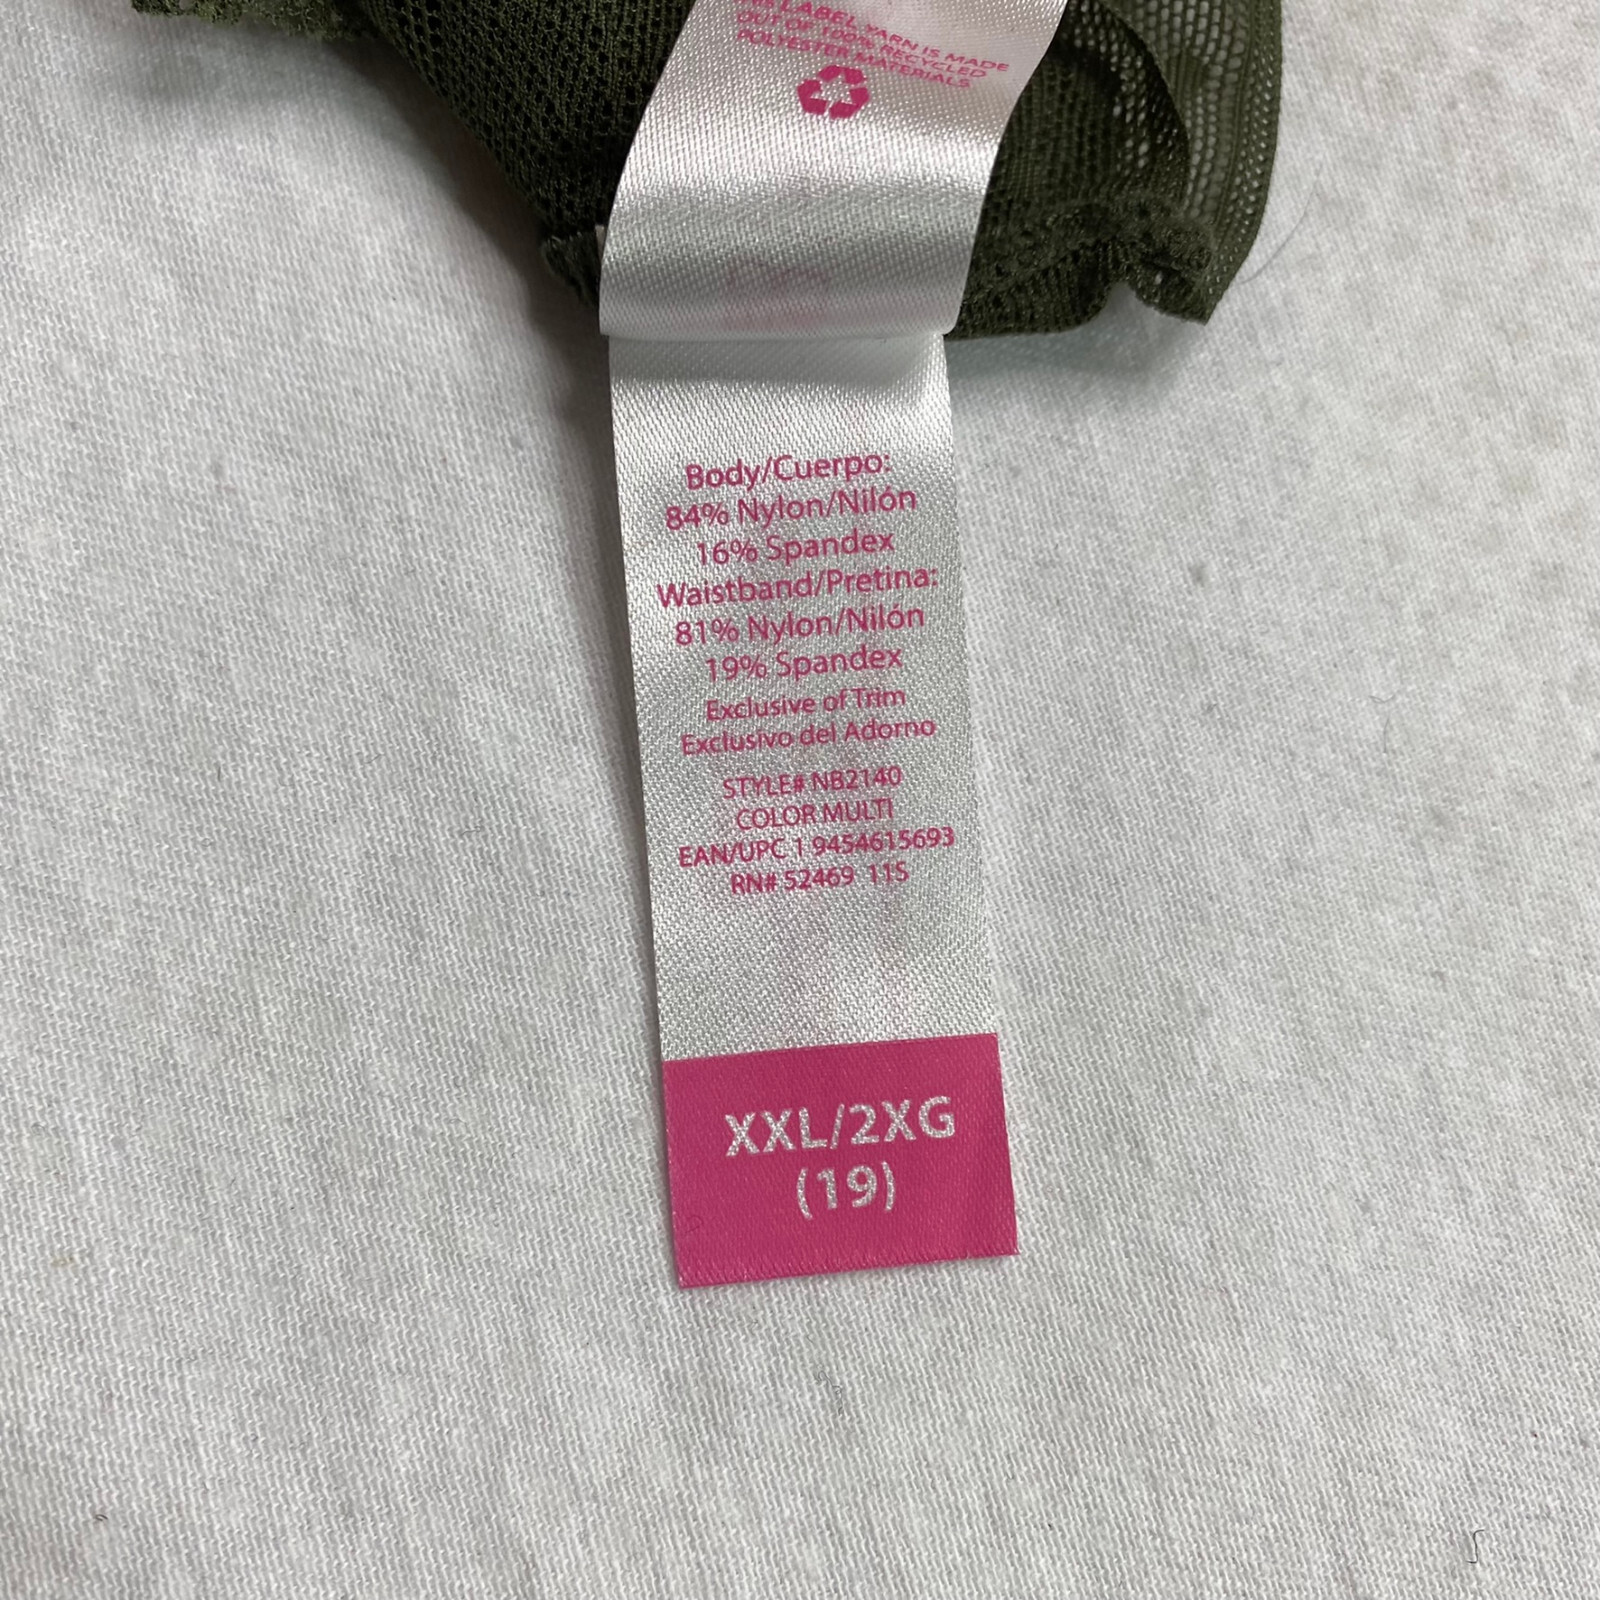 LABEL YARN IS MADE
OUT OF 100% RECYCLED
POLYESTER MATERIALS
Body/Cuerpo:
84% Nylon/Nilón
16% Spandex
Waistband/Pretina:
81% Nylon/Nilón
19% Spandex
Exclusive of Trim
Exclusivo del Adorno
STYLE# NB2140
COLOR MULTI
EAN/UPC 1 9454615693
RN# 52469 11S
XXL/2XG
(19)